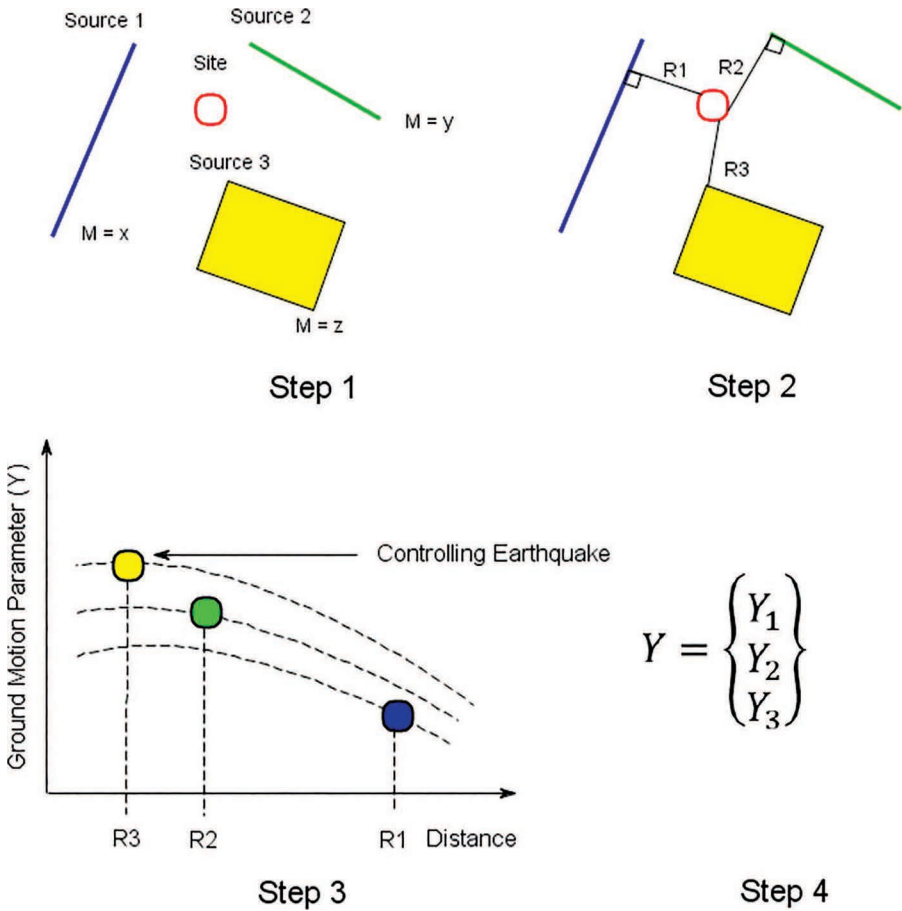 Source 1
Source 2
Site
M = y
Source 3
M = x
M = z
Step 1
R1
R2
R3
Step 2
Ground Motion Parameter (Y)
Controlling Earthquake
R3
R2
R1
Distance
Step 3
Y = {Y₁
Y₂
Y₃}
Step 4